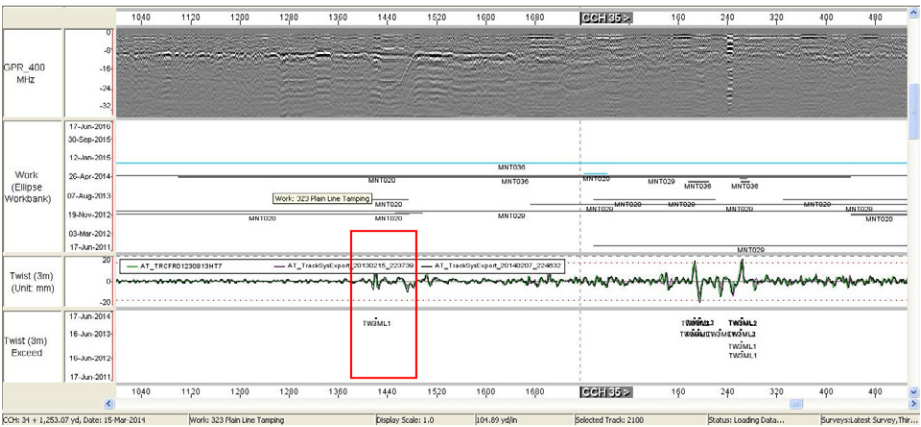 1040 1120 1200 1280 1360 1440 1520 1600 1680 CCH 35 > 160 240 320 400 480
GPR_400 MHz
0
-8
-16
-24
-32
Work (Ellipse Workbank)
17-Jun-2016
30-Sep-2015
12-Jan-2015
26-Apr-2014
07-Aug-2013
19-Nov-2012
03-Mar-2012
17-Jun-2011
MNT036
MNT020 MNT036 MNT020 MNT029 MNT036 MNT036
Work: 323 Plain Line Tamping
MNT020 MNT029 MNT020 MNT029 MNT029 MNT029
MNT020 MNT020 MNT029 MNT020
MNT029
Twist (3m) (Unit: mm)
20
0
-20
AT_TRCFRD1230813HT7 AT_TrackSysExport_20130215_223739 AT_TrackSysExport_20140207_224632
Twist (3m) Exceed
17-Jun-2014
16-Jun-2013
16-Jun-2012
17-Jun-2011
TW3ML1 TW3ML2
TW3ML2
TW3ML1
TW3ML1
1040 1120 1200 1280 1360 1440 1520 1600 1680 CCH 35 > 160 240 320 400 480
CCH: 34 + 1,253.07 yd, Date: 15-Mar-2014 Work: 323 Plain Line Tamping Display Scale: 1.0 104.89 yd/in Selected Track: 2100 Status: Loading Data... Surveys:Latest Survey,Thir...